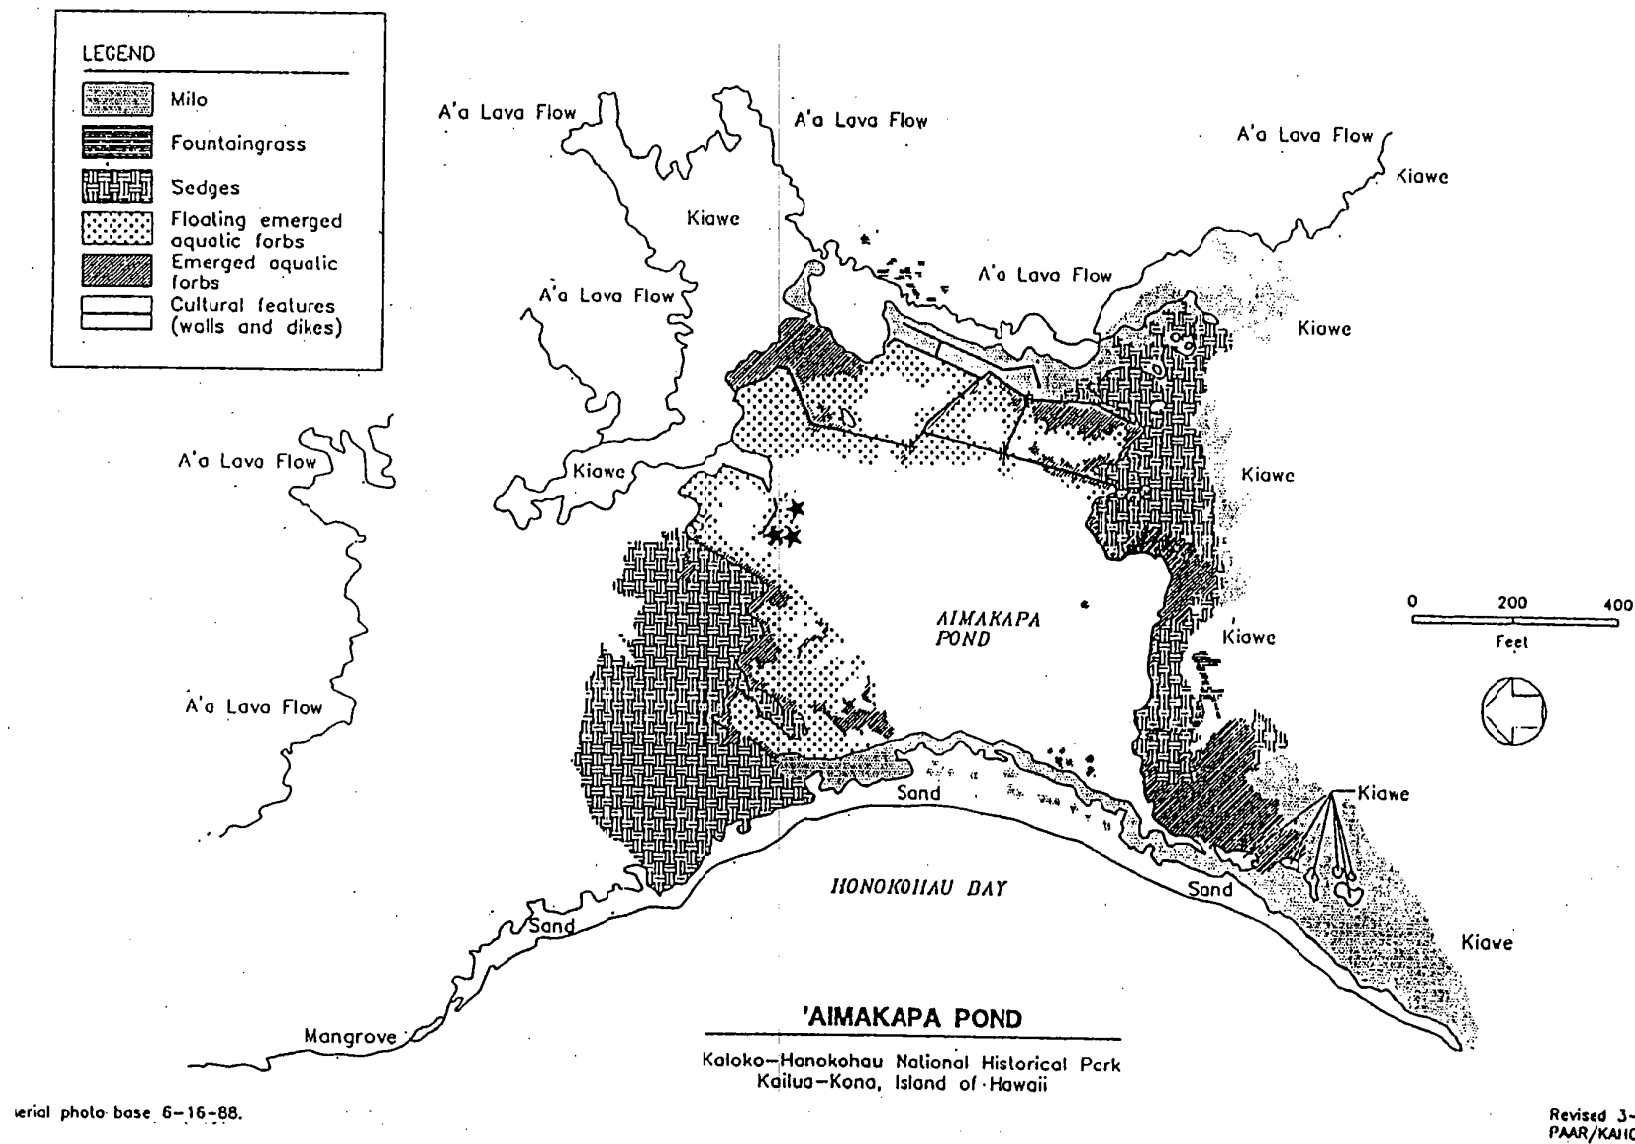 LEGEND
Milo
Fountaingrass
Sedges
Floating emerged
aquatic forbs
Emerged aquatic
forbs
Cultural features
(walls and dikes)
A'a Lava Flow
A'a Lava Flow
A'a Lava Flow
Kiawe
Kiawe
A'a Lava Flow
A'a Lava Flow
Kiawe
A'a Lava Flow
Kiawe
Kiawe
0 200 400
Feet
AIMAKAPA
POND
Kiawe
A'a Lava Flow
Sand
Kiawe
HONOKOHAU BAY
Sand
Sand
Kiave
Mangrove
'AIMAKAPA POND
Kaloko-Hanokohau National Historical Park
Kailua-Kona, Island of Hawaii
erial photo base 6-16-88.
Revised 3-
PAAR/KAHO